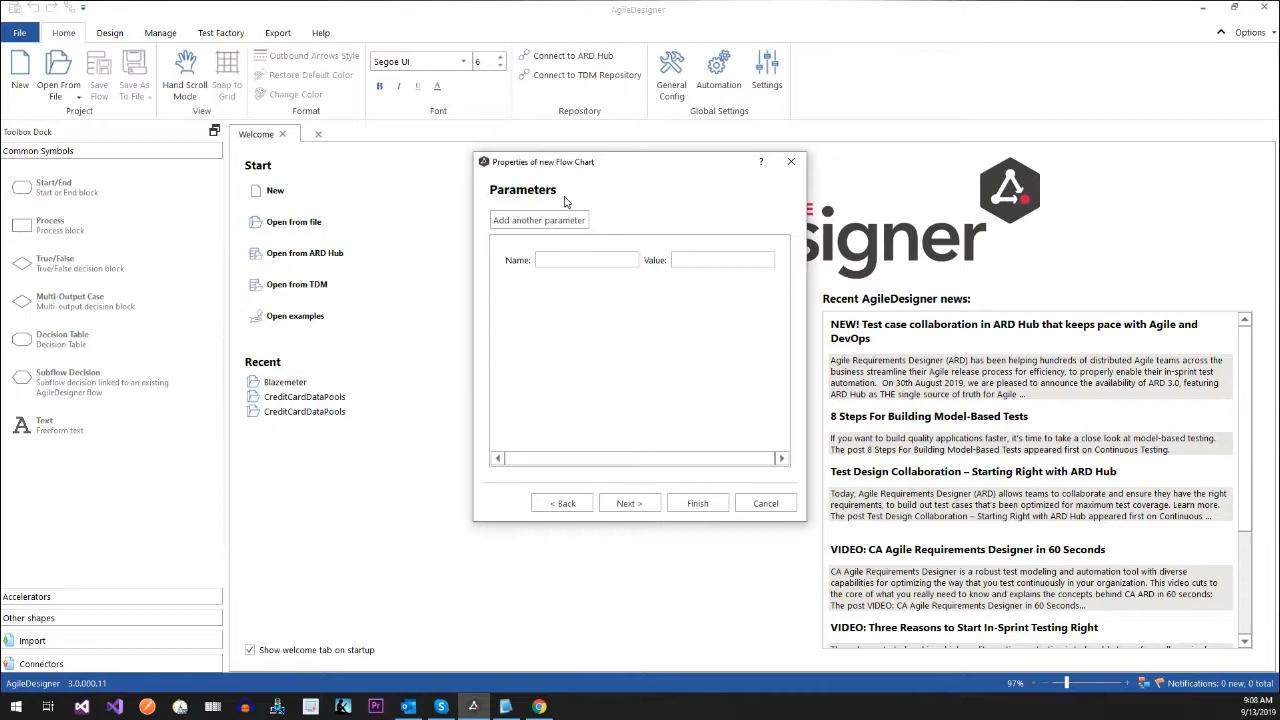 AgileDesigner
File
Home
Design
Manage
Test Factory
Export
Help
Options
New
Open From
File
Save
Flow
Save As
To File
Project
Hand Scroll
Mode
Snap to
Grid
View
Outbound Arrows Style
Restore Default Color
Change Color
Format
Segoe UI
6
B I U A
Font
Connect to ARD Hub
Connect to TDM Repository
Repository
General
Config
Automation
Settings
Global Settings
Toolbox Dock
Common Symbols
Start/End
Start or End block
Process
Process block
True/False
True/False decision block
Multi-Output Case
Multi-output decision block
Decision Table
Decision Table
Subflow Decision
Subflow decision linked to an existing
AgileDesigner flow
Text
Freeform text
Accelerators
Other shapes
Import
Connectors
Welcome
Start
New
Open from file
Open from ARD Hub
Open from TDM
Open examples
Recent
Blazemeter
CreditCardDataPools
CreditCardDataPools
Show welcome tab on startup
Properties of new Flow Chart
?
Parameters
Add another parameter
Name:
Value:
< Back
Next >
Finish
Cancel
signer
Recent AgileDesigner news:
NEW! Test case collaboration in ARD Hub that keeps pace with Agile and
DevOps
Agile Requirements Designer (ARD) has been helping hundreds of distributed Agile teams across the
business streamline their Agile release process for efficiency, to properly enable their in-sprint test
automation. On 30th August 2019, we are pleased to announce the availability of ARD 3.0, featuring
ARD Hub as THE single source of truth for Agile ...
8 Steps For Building Model-Based Tests
If you want to build quality applications faster, it's time to take a close look at model-based testing.
The post 8 Steps For Building Model-Based Tests appeared first on Continuous Testing.
Test Design Collaboration – Starting Right with ARD Hub
Today, Agile Requirements Designer (ARD) allows teams to collaborate and ensure they have the right
requirements, to build out test cases that's been optimized for maximum test coverage. Learn more.
The post Test Design Collaboration – Starting Right with ARD Hub appeared first on Continuous ...
VIDEO: CA Agile Requirements Designer in 60 Seconds
CA Agile Requirements Designer is a robust test modeling and automation tool with diverse
capabilities for optimizing the way that you test continuously in your organization. This video cuts to
the core of what you really need to know and explains the concepts behind CA ARD in 60 seconds:
The post VIDEO: CA Agile Requirements Designer in 60 Seconds...
VIDEO: Three Reasons to Start In-Sprint Testing Right
AgileDesigner 3.0.000.11
97%
Notifications: 0 new, 0 total
9:08 AM
9/13/2019